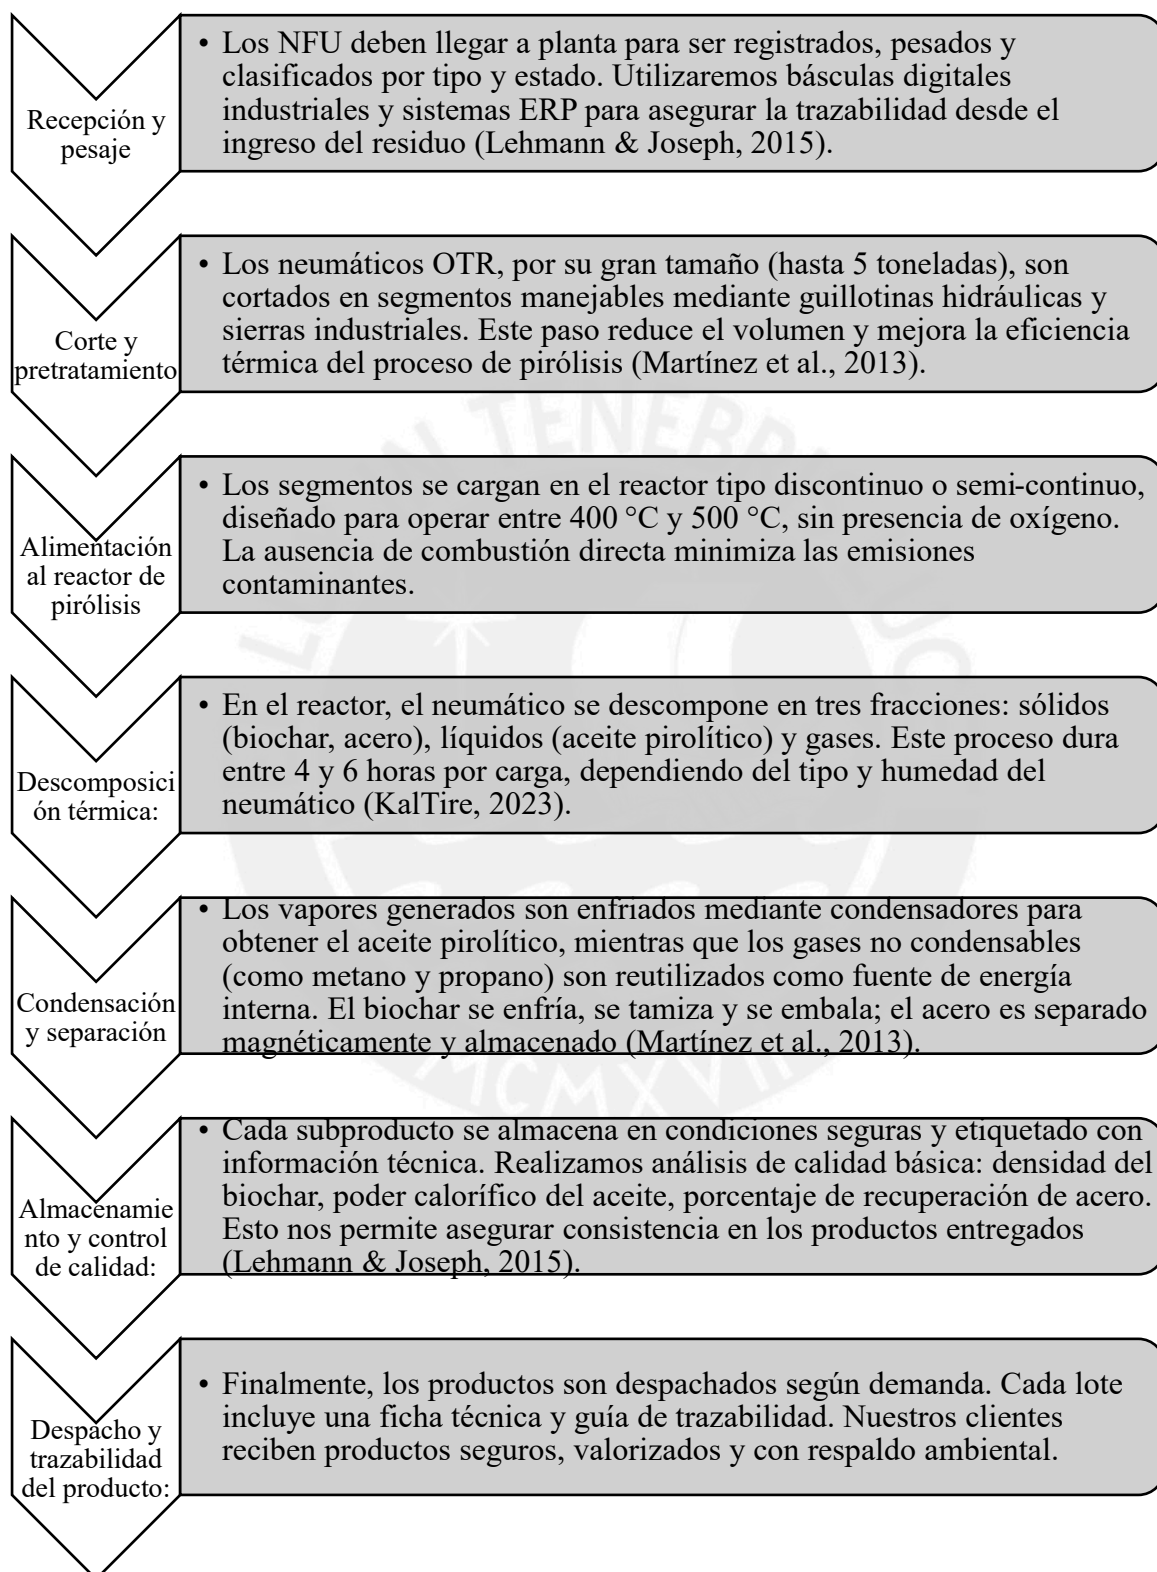 Recepción y
pesaje
• Los NFU deben llegar a planta para ser registrados, pesados y
clasificados por tipo y estado. Utilizaremos básculas digitales
industriales y sistemas ERP para asegurar la trazabilidad desde el
ingreso del residuo (Lehmann & Joseph, 2015).
Corte y
pretratamiento
• Los neumáticos OTR, por su gran tamaño (hasta 5 toneladas), son
cortados en segmentos manejables mediante guillotinas hidráulicas y
sierras industriales. Este paso reduce el volumen y mejora la eficiencia
térmica del proceso de pirólisis (Martínez et al., 2013).
Alimentación
al reactor de
pirólisis
• Los segmentos se cargan en el reactor tipo discontinuo o semi-continuo,
diseñado para operar entre 400 °C y 500 °C, sin presencia de oxígeno.
La ausencia de combustión directa minimiza las emisiones
contaminantes.
Descomposici
ón térmica:
• En el reactor, el neumático se descompone en tres fracciones: sólidos
(biochar, acero), líquidos (aceite pirolítico) y gases. Este proceso dura
entre 4 y 6 horas por carga, dependiendo del tipo y humedad del
neumático (KalTire, 2023).
Condensación
y separación
• Los vapores generados son enfriados mediante condensadores para
obtener el aceite pirolítico, mientras que los gases no condensables
(como metano y propano) son reutilizados como fuente de energía
interna. El biochar se enfría, se tamiza y se embala; el acero es separado
magnéticamente y almacenado (Martínez et al., 2013).
Almacenamie
nto y control
de calidad:
• Cada subproducto se almacena en condiciones seguras y etiquetado con
información técnica. Realizamos análisis de calidad básica: densidad del
biochar, poder calorífico del aceite, porcentaje de recuperación de acero.
Esto nos permite asegurar consistencia en los productos entregados
(Lehmann & Joseph, 2015).
Despacho y
trazabilidad
del producto:
• Finalmente, los productos son despachados según demanda. Cada lote
incluye una ficha técnica y guía de trazabilidad. Nuestros clientes
reciben productos seguros, valorizados y con respaldo ambiental.